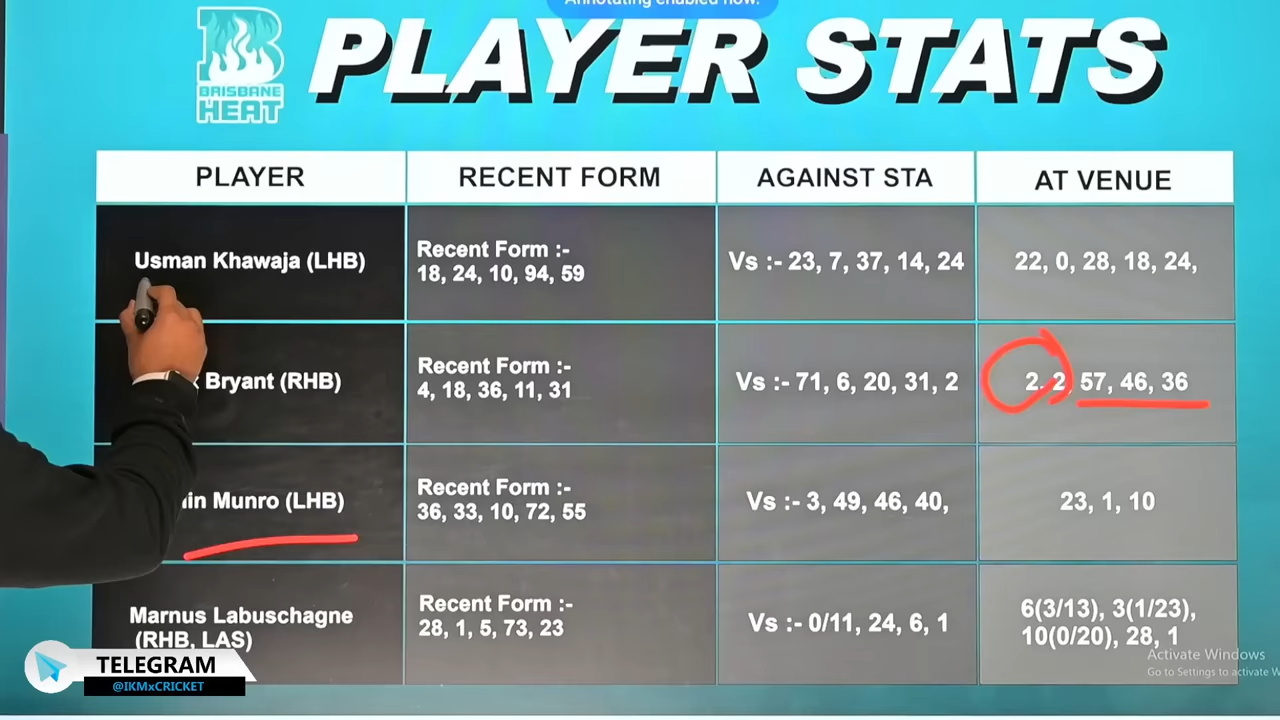 Annotating enabled now.
BRISBANE
HEAT
PLAYER STATS
PLAYER
RECENT FORM
AGAINST STA
AT VENUE
Usman Khawaja (LHB)
Recent Form :-
18, 24, 10, 94, 59
Vs :- 23, 7, 37, 14, 24
22, 0, 28, 18, 24,
Bryant (RHB)
Recent Form :-
4, 18, 36, 11, 31
Vs :- 71, 6, 20, 31, 2
2, 2, 57, 46, 36
Munro (LHB)
Recent Form :-
36, 33, 10, 72, 55
Vs :- 3, 49, 46, 40,
23, 1, 10
Marnus Labuschagne
(RHB, LAS)
Recent Form :-
28, 1, 5, 73, 23
Vs :- 0/11, 24, 6, 1
6(3/13), 3(1/23),
10(0/20), 28, 1
Activate Windows
Go to Settings to activate
TELEGRAM
@IKMxCRICKET